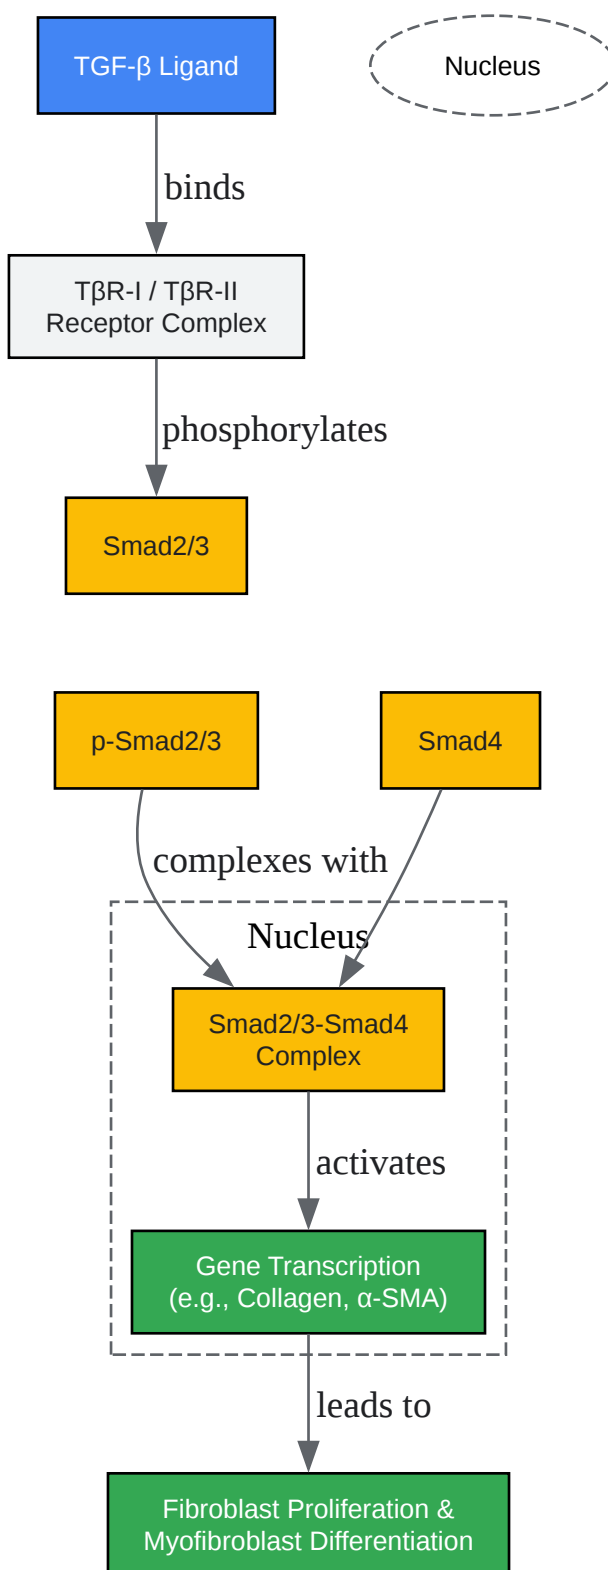 TGF-β Ligand
Nucleus
binds
TβR-I / TβR-II
Receptor Complex
phosphorylates
Smad2/3
p-Smad2/3
Smad4
complexes with
Nucleus
Smad2/3-Smad4
Complex
activates
Gene Transcription
(e.g., Collagen, α-SMA)
leads to
Fibroblast Proliferation &
Myofibroblast Differentiation